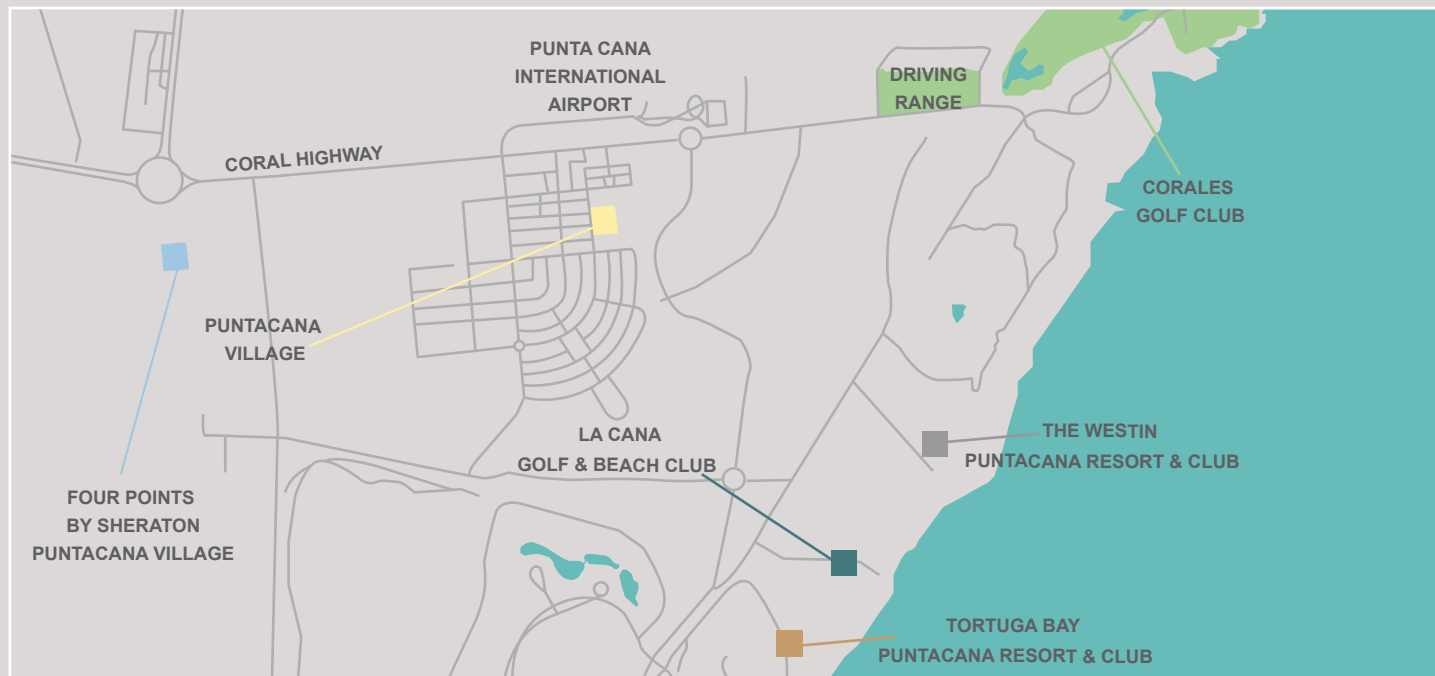 PUNTA CANA
INTERNATIONAL
AIRPORT
DRIVING
RANGE
CORAL HIGHWAY
CORALES
GOLF CLUB
PUNTACANA
VILLAGE
LA CANA
GOLF & BEACH CLUB
THE WESTIN
PUNTACANA RESORT & CLUB
FOUR POINTS
BY SHERATON
PUNTACANA VILLAGE
TORTUGA BAY
PUNTACANA RESORT & CLUB